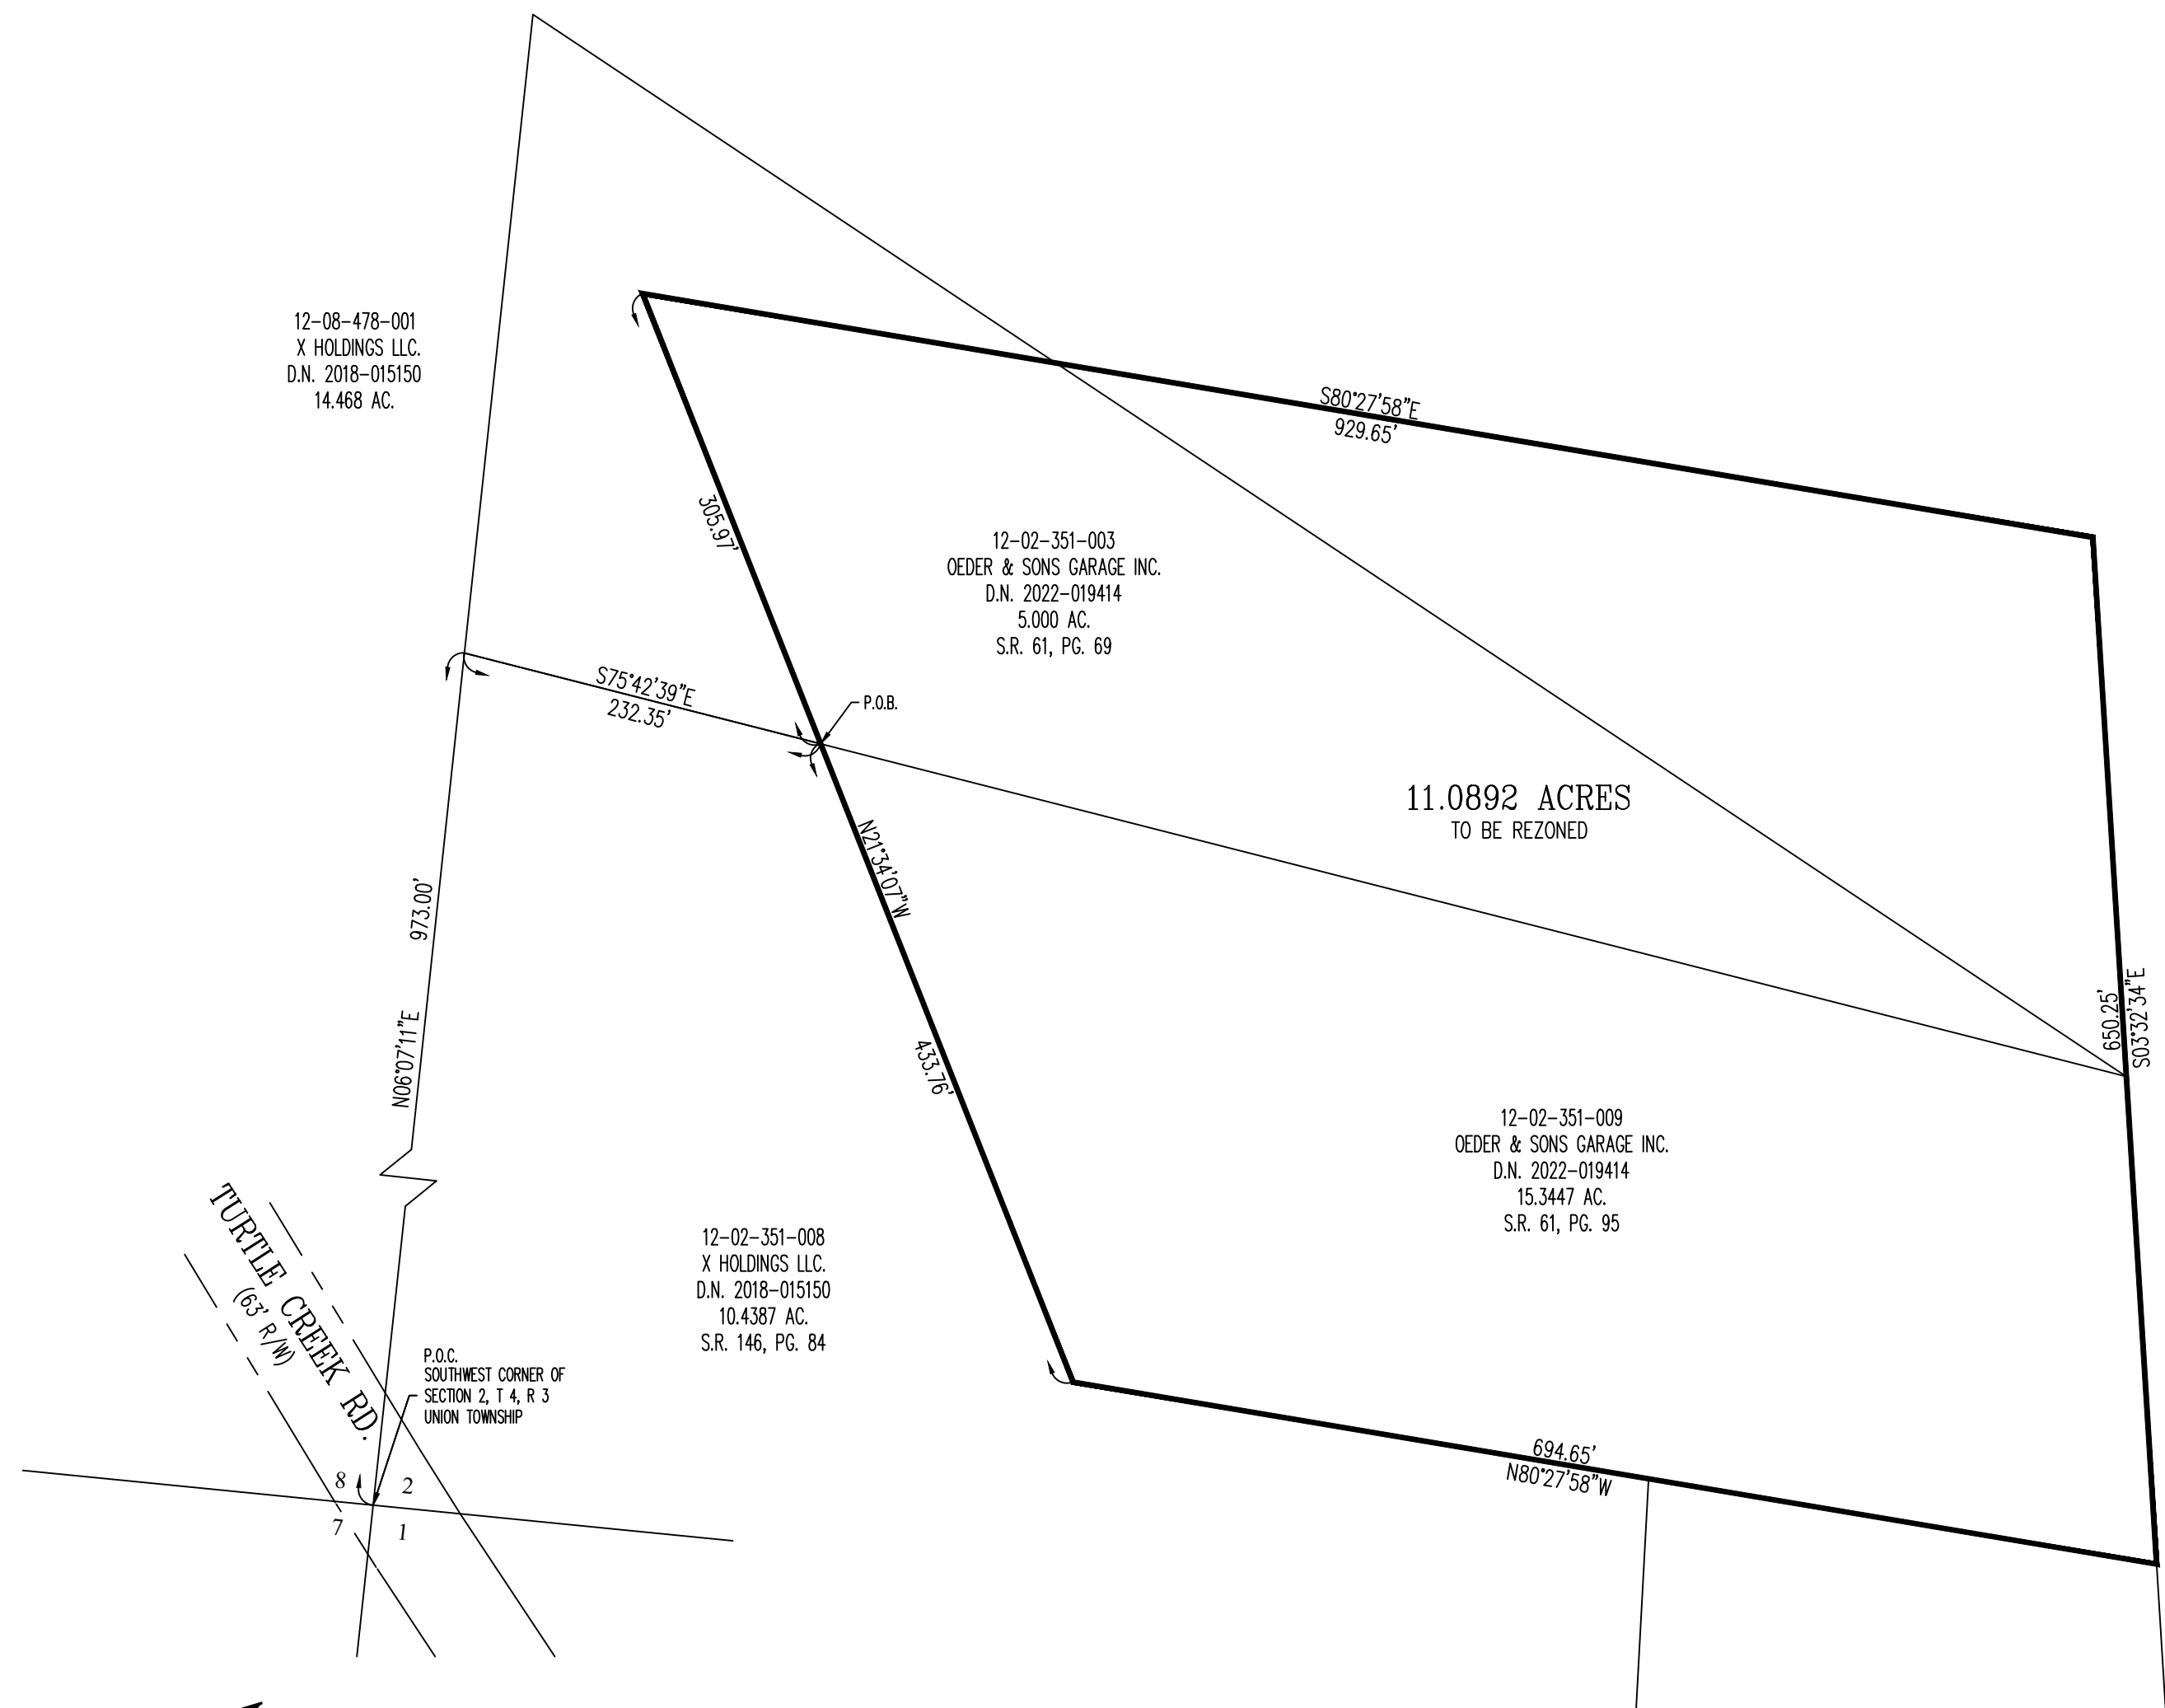 12-08-478-001
X HOLDINGS LLC.
D.N. 2018-015150
14.468 AC.
S80°27'58"E
929.65'
305.97'
12-02-351-003
OEDER & SONS GARAGE INC.
D.N. 2022-019414
5.000 AC.
S.R. 61, PG. 69
S75°42'39"E
232.35'
P.O.B.
11.0892 ACRES
TO BE REZONED
N21°34'07"W
973.00'
N06°07'11"E
433.76'
650.25'
S03°32'34"E
12-02-351-009
OEDER & SONS GARAGE INC.
D.N. 2022-019414
15.3447 AC.
S.R. 61, PG. 95
TURTLE CREEK RD.
(63' R/W)
12-02-351-008
X HOLDINGS LLC.
D.N. 2018-015150
10.4387 AC.
S.R. 146, PG. 84
P.O.C.
SOUTHWEST CORNER OF
SECTION 2, T 4, R 3
UNION TOWNSHIP
694.65'
N80°27'58"W
8 2
7 1